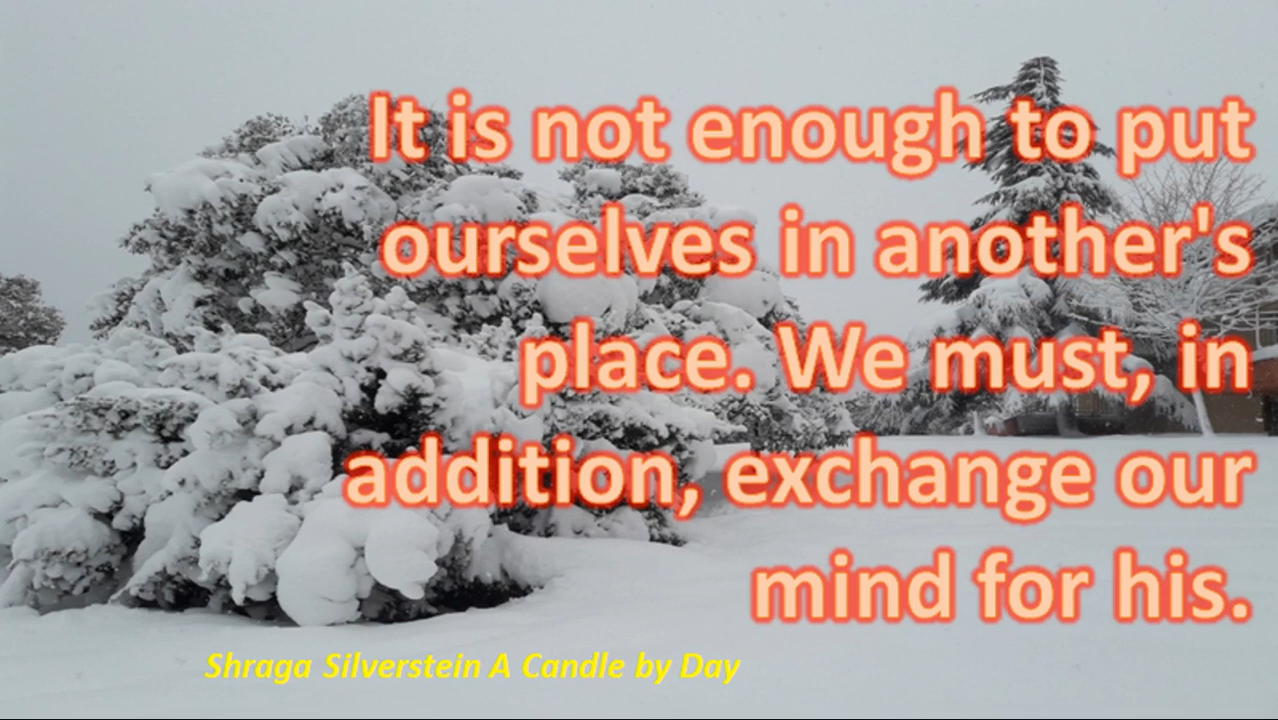 It is not enough to put
ourselves in another's
place. We must, in
addition, exchange our
mind for his.
Shraga Silverstein A Candle by Day